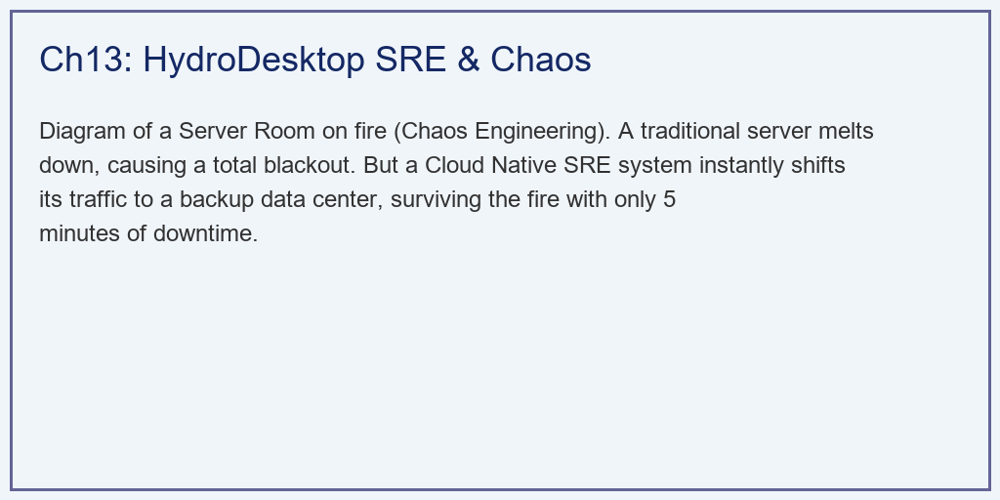 Ch13: HydroDesktop SRE & Chaos
Diagram of a Server Room on fire (Chaos Engineering). A traditional server melts
down, causing a total blackout. But a Cloud Native SRE system instantly shifts
its traffic to a backup data center, surviving the fire with only 5
minutes of downtime.